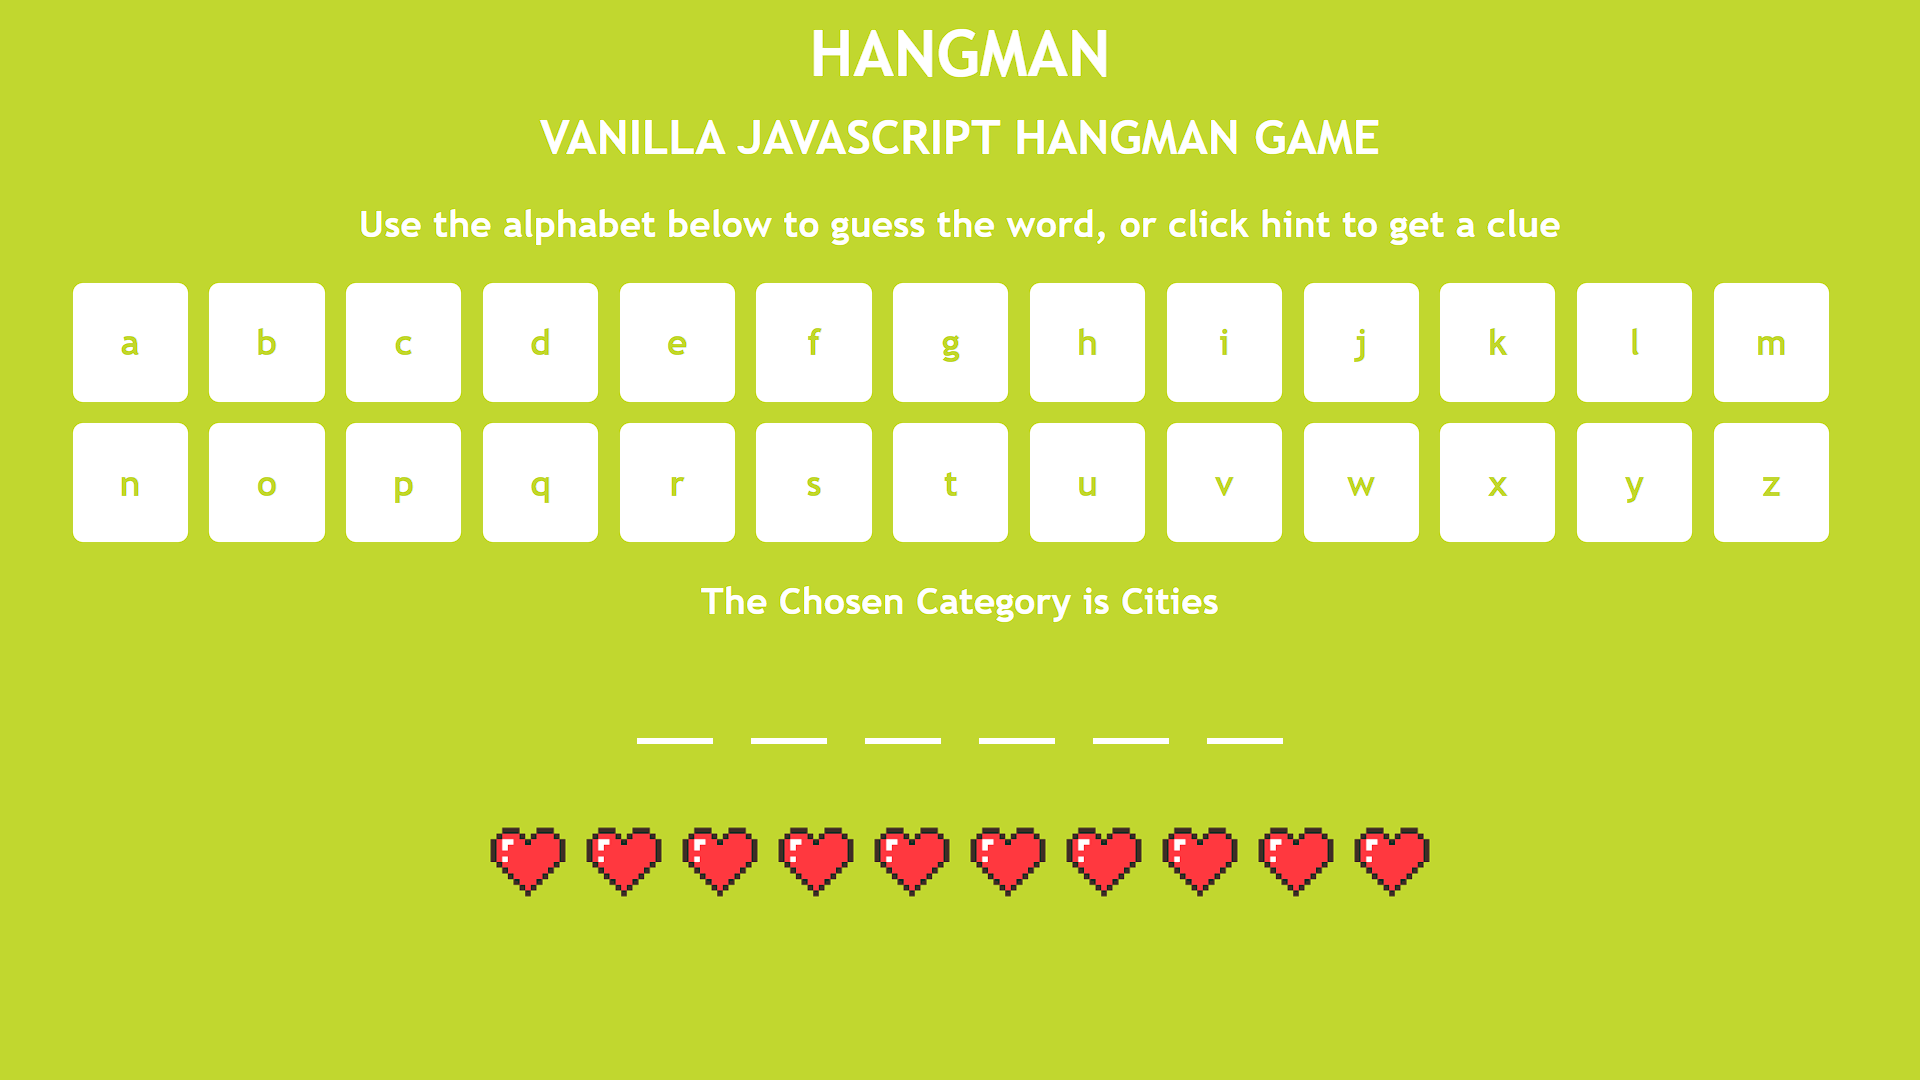 HANGMAN
VANILLA JAVASCRIPT HANGMAN GAME
Use the alphabet below to guess the word, or click hint to get a clue
a b c d e f g h i j k l m
n o p q r s t u v w x y z
The Chosen Category is Cities